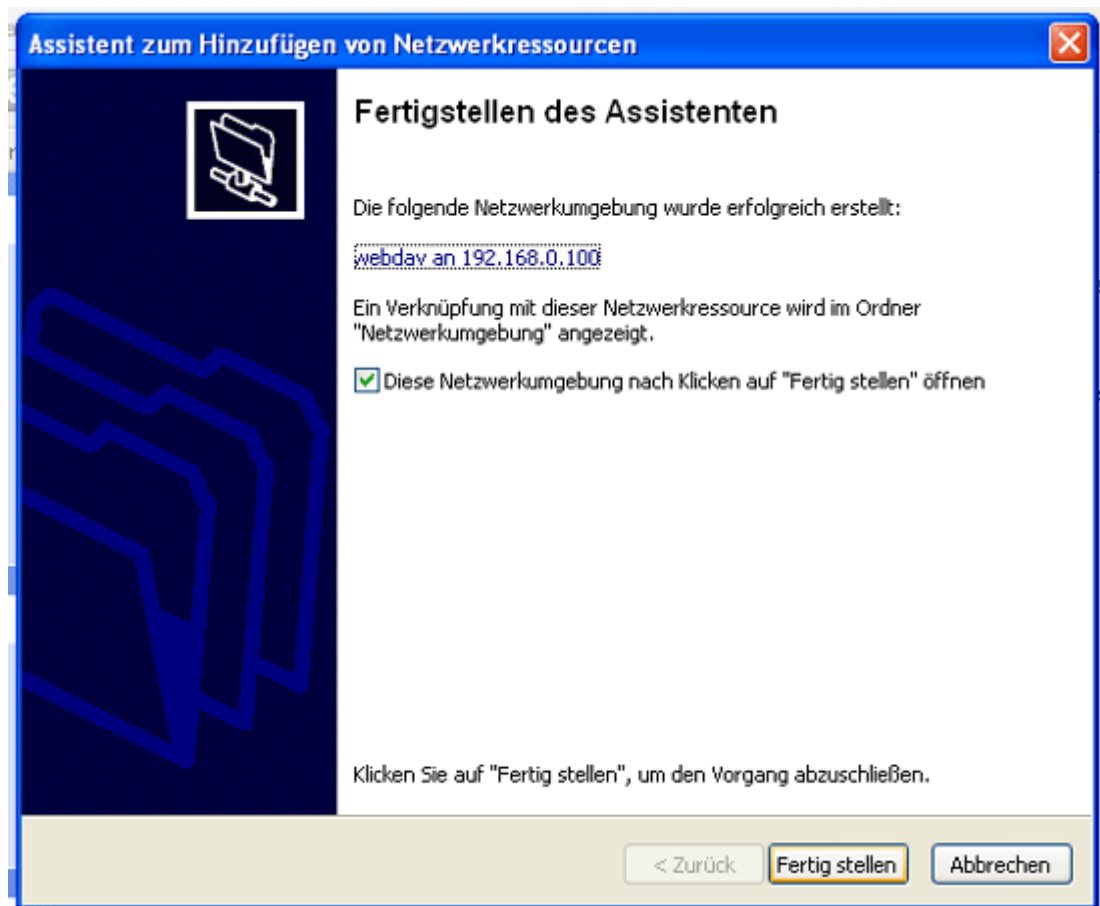 Assistent zum Hinzufügen von Netzwerkressourcen
Fertigstellen des Assistenten
Die folgende Netzwerkumgebung wurde erfolgreich erstellt:
webdav an 192.168.0.100
Ein Verknüpfung mit dieser Netzwerkressource wird im Ordner
"Netzwerkumgebung" angezeigt.
Diese Netzwerkumgebung nach Klicken auf "Fertig stellen" öffnen
Klicken Sie auf "Fertig stellen", um den Vorgang abzuschließen.
< Zurück Fertig stellen Abbrechen